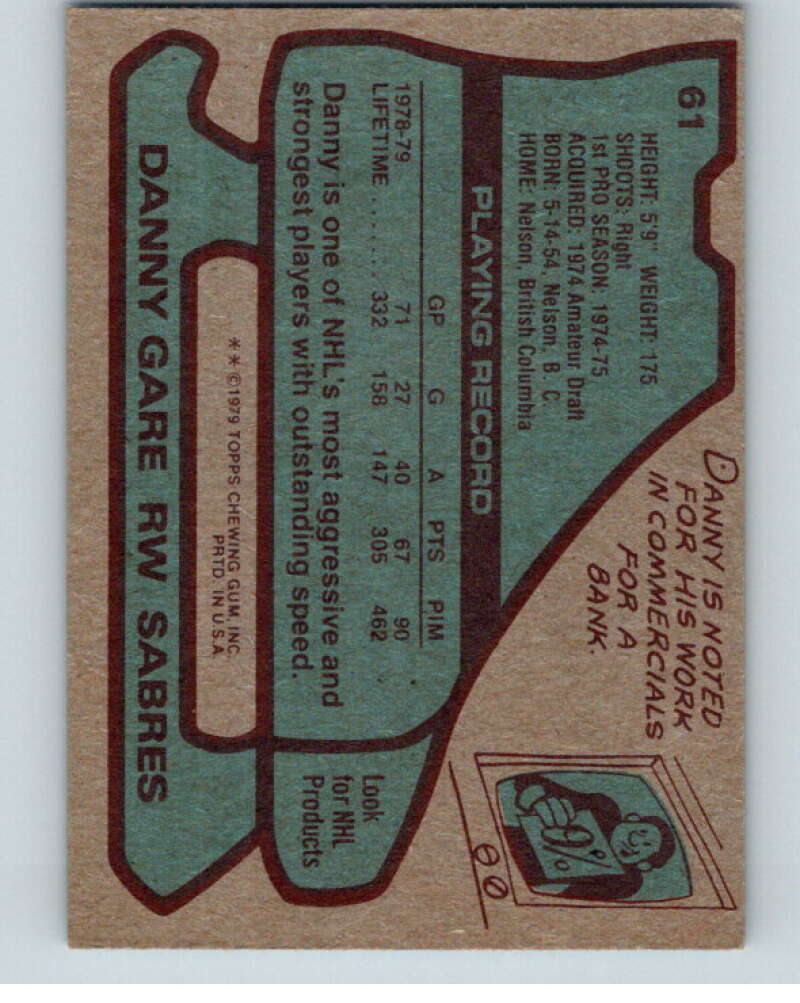 61
HEIGHT: 5'9" WEIGHT: 175
SHOOTS: Right
1st PRO SEASON: 1974-75
ACQUIRED: 1974 Amateur Draft
BORN: 5-14-54, Nelson, B. C.
HOME: Nelson, British Columbia
DANNY IS NOTED
FOR HIS WORK
IN COMMERCIALS
FOR A
BANK.
9%
PLAYING RECORD
GP G A PTS PIM
1978-79 71 27 40 67 90
LIFETIME ....... 332 158 147 305 462
Danny is one of NHL's most aggressive and
strongest players with outstanding speed.
Look
for NHL
Products
** ©1979 TOPPS CHEWING GUM, INC.
PRTD. IN U.S.A.
DANNY GARE RW SABRES